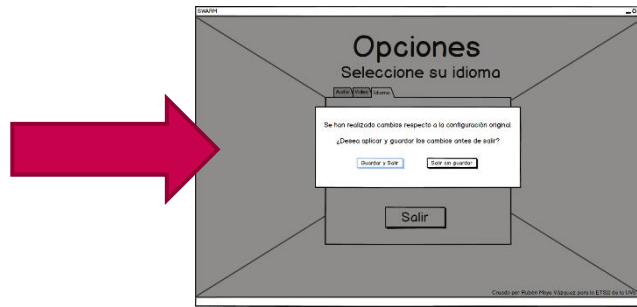 SWARM
Opciones
Seleccione su idioma
Audio Video Idioma
Se han realizado cambios respecto a la configuración original.
¿Desea aplicar y guardar los cambios antes de salir?
Guardar y Salir Salir sin guardar
Salir
Creado por Rubén Moya Vázquez para la ETSII de la